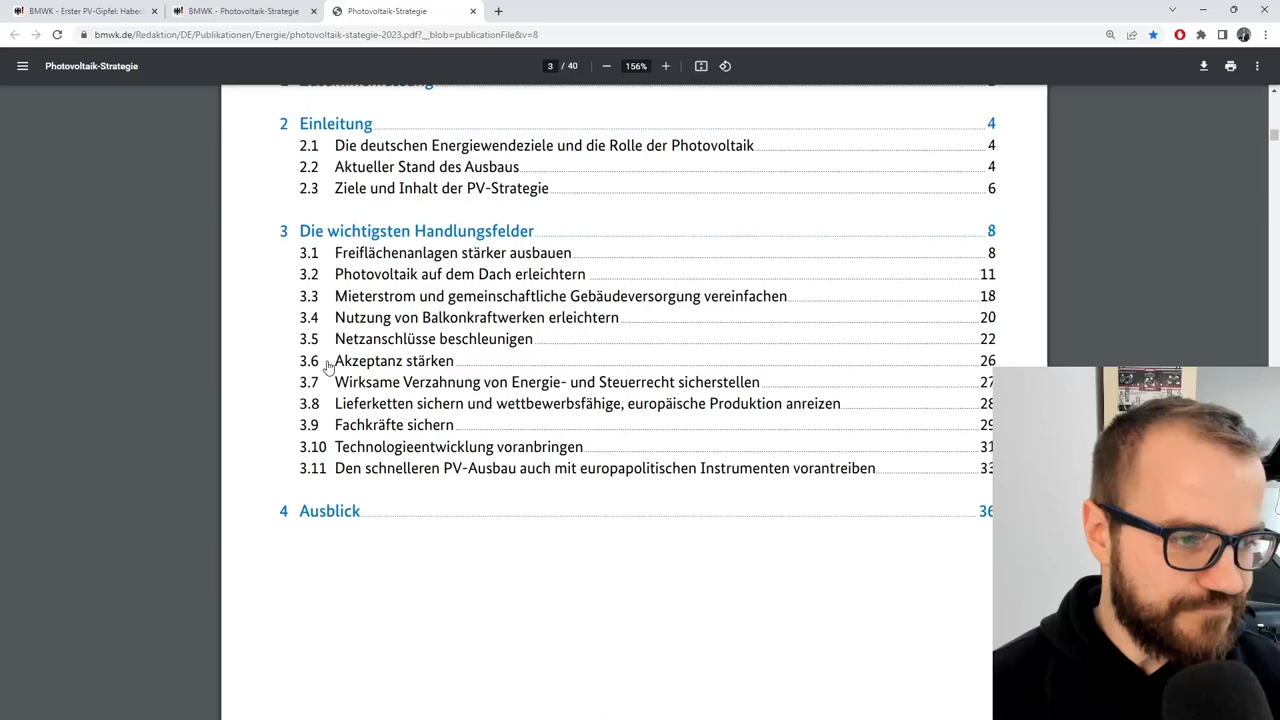 BMWK - Erster PV-Gipfel: Habec
BMWK - Photovoltaik-Strategie
Photovoltaik-Strategie
bmwk.de/Redaktion/DE/Publikationen/Energie/photovoltaik-stategie-2023.pdf?__blob=publicationFile&v=8
Photovoltaik-Strategie
3 / 40
156%
2 Einleitung 4
2.1 Die deutschen Energiewendeziele und die Rolle der Photovoltaik 4
2.2 Aktueller Stand des Ausbaus 4
2.3 Ziele und Inhalt der PV-Strategie 6
3 Die wichtigsten Handlungsfelder 8
3.1 Freiflächenanlagen stärker ausbauen 8
3.2 Photovoltaik auf dem Dach erleichtern 11
3.3 Mieterstrom und gemeinschaftliche Gebäudeversorgung vereinfachen 18
3.4 Nutzung von Balkonkraftwerken erleichtern 20
3.5 Netzanschlüsse beschleunigen 22
3.6 Akzeptanz stärken 26
3.7 Wirksame Verzahnung von Energie- und Steuerrecht sicherstellen 27
3.8 Lieferketten sichern und wettbewerbsfähige, europäische Produktion anreizen 28
3.9 Fachkräfte sichern 29
3.10 Technologieentwicklung voranbringen 31
3.11 Den schnelleren PV-Ausbau auch mit europapolitischen Instrumenten vorantreiben 33
4 Ausblick 36